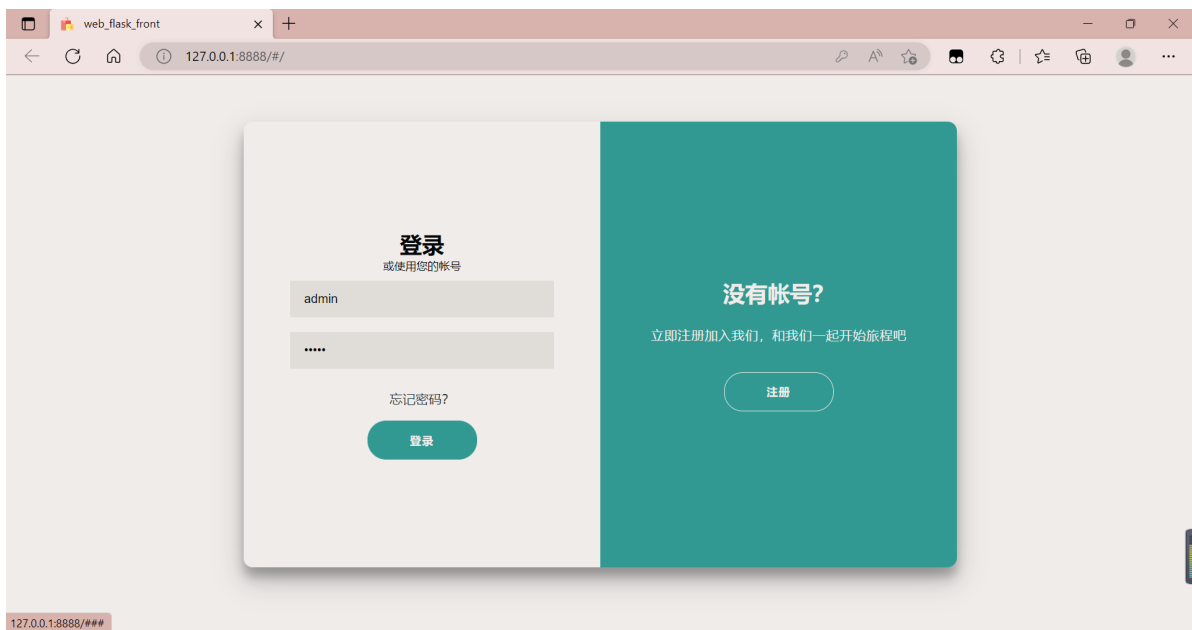 web_flask_front
127.0.0.1:8888/#/
登录
或使用您的帐号
admin
•••••
忘记密码?
登录
没有帐号?
立即注册加入我们，和我们一起开始旅程吧
注册
127.0.0.1:8888/###